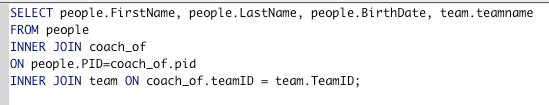 SELECT people.FirstName, people.LastName, people.BirthDate, team.teamname
FROM people
INNER JOIN coach_of
ON people.PID=coach_of.pid
INNER JOIN team ON coach_of.teamID = team.TeamID;